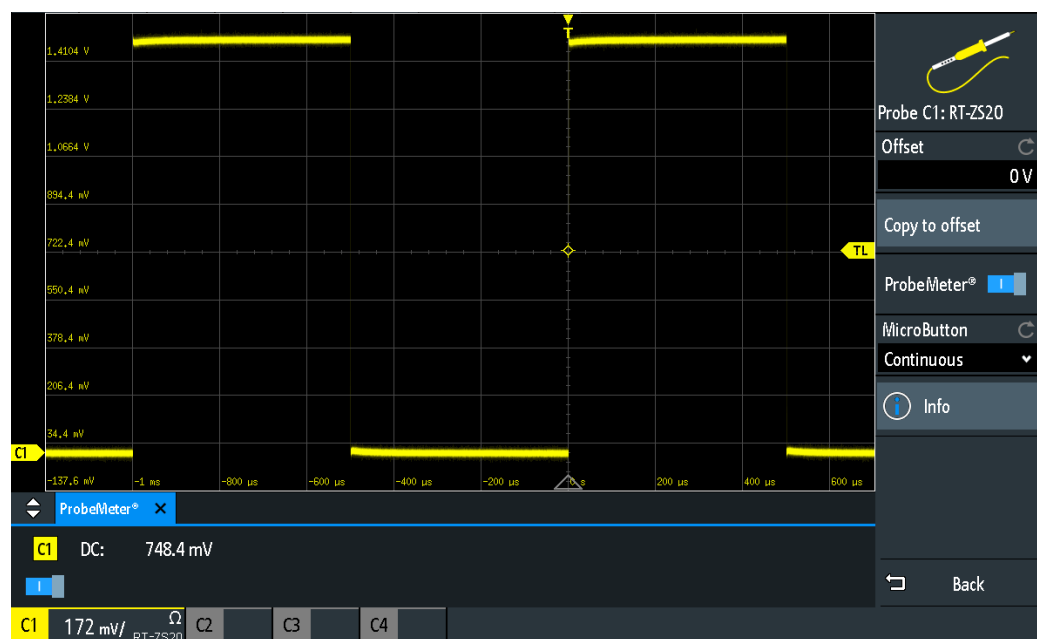 T
1.4104 V
1.2384 V
1.0664 V
894.4 mV
722.4 mV
TL
550.4 mV
378.4 mV
206.4 mV
34.4 mV
C1
-137.6 mV
-1 ms
-800 µs
-600 µs
-400 µs
-200 µs
0 s
200 µs
400 µs
600 µs
Probe C1: RT-ZS20
Offset
0 V
Copy to offset
ProbeMeter®
MicroButton
Continuous
Info
Back
ProbeMeter®
C1 DC: 748.4 mV
C1 172 mV/ Ω RT-ZS20 C2 C3 C4